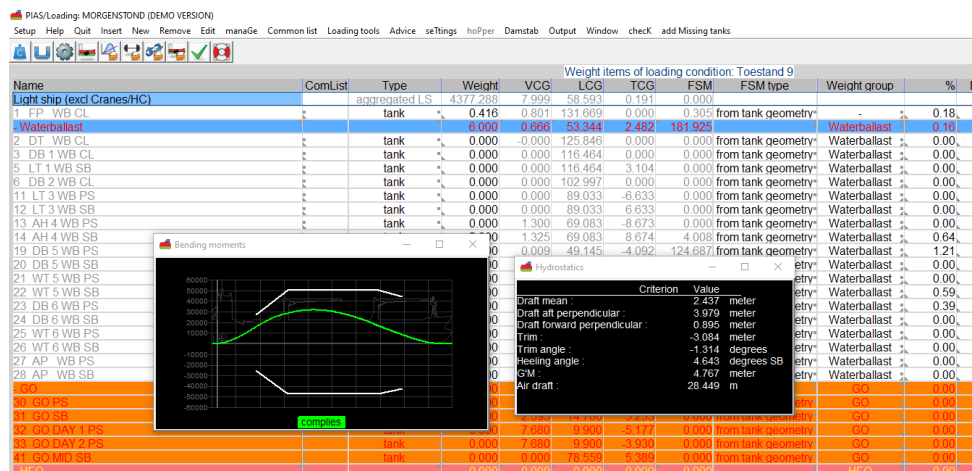 PIAS/Loading: MORGENSTOND (DEMO VERSION)
Setup Help Quit Insert New Remove Edit manaGe Common list Loading tools Advice seTtings hoPper Damstab Output Window checK add Missing tanks
Weight items of loading condition: Toestand 9
Name ComList Type Weight VCG LCG TCG FSM FSM type Weight group %
Light ship (excl Cranes/HC) aggregated LS 4377.288 7.999 58.593 0.191 0.000
1 FP WB CL tank 0.416 0.801 131.669 0.000 0.305 from tank geometry - 0.18
- Waterballast 6.000 0.666 53.344 2.482 181.925 Waterballast 0.16
2 DT WB CL tank 0.000 -0.000 125.846 0.000 0.000 from tank geometry Waterballast 0.00
3 DB 1 WB CL tank 0.000 0.000 116.464 0.000 0.000 from tank geometry Waterballast 0.00
5 LT 1 WB SB tank 0.000 0.000 116.464 3.104 0.000 from tank geometry Waterballast 0.00
6 DB 2 WB CL tank 0.000 0.000 102.997 0.000 0.000 from tank geometry Waterballast 0.00
11 LT 3 WB PS tank 0.000 0.000 89.033 -6.633 0.000 from tank geometry Waterballast 0.00
12 LT 3 WB SB tank 0.000 0.000 89.033 6.633 0.000 from tank geometry Waterballast 0.00
13 AH 4 WB PS tank 0.000 1.300 69.083 -8.673 0.000 from tank geometry Waterballast 0.00
14 AH 4 WB SB 1.325 69.083 8.674 4.008 from tank geometry Waterballast 0.64
19 DB 5 WB PS 0.009 49.145 -4.092 124.687 from tank geometry Waterballast 1.21
20 DB 5 WB SB etry Waterballast 0.00
21 WT 5 WB PS etry Waterballast 0.00
22 WT 5 WB SB etry Waterballast 0.59
23 DB 6 WB PS etry Waterballast 0.39
24 DB 6 WB SB etry Waterballast 0.00
25 WT 6 WB PS etry Waterballast 0.00
26 WT 6 WB SB etry Waterballast 0.00
27 AP WB PS etry Waterballast 0.00
28 AP WB SB etry Waterballast 0.00
- GO GO 0.00
30 GO PS GO 0.00
31 GO SB GO 0.00
32 GO DAY 1 PS tank 0.000 7.680 9.900 -5.177 0.000 from tank geometry GO 0.00
33 GO DAY 2 PS tank 0.000 7.680 9.900 -3.930 0.000 from tank geometry GO 0.00
41 GO MID SB tank 0.000 0.000 78.559 5.389 0.000 from tank geometry GO 0.00
Bending moments
60000
50000
40000
30000
20000
10000
-10000
-20000
-30000
-40000
-50000
-60000
complies
Hydrostatics
Criterion Value
Draft mean : 2.437 meter
Draft aft perpendicular : 3.979 meter
Draft forward perpendicular : 0.895 meter
Trim : -3.084 meter
Trim angle : -1.314 degrees
Heeling angle : 4.643 degrees SB
G'M : 4.767 meter
Air draft : 28.449 m